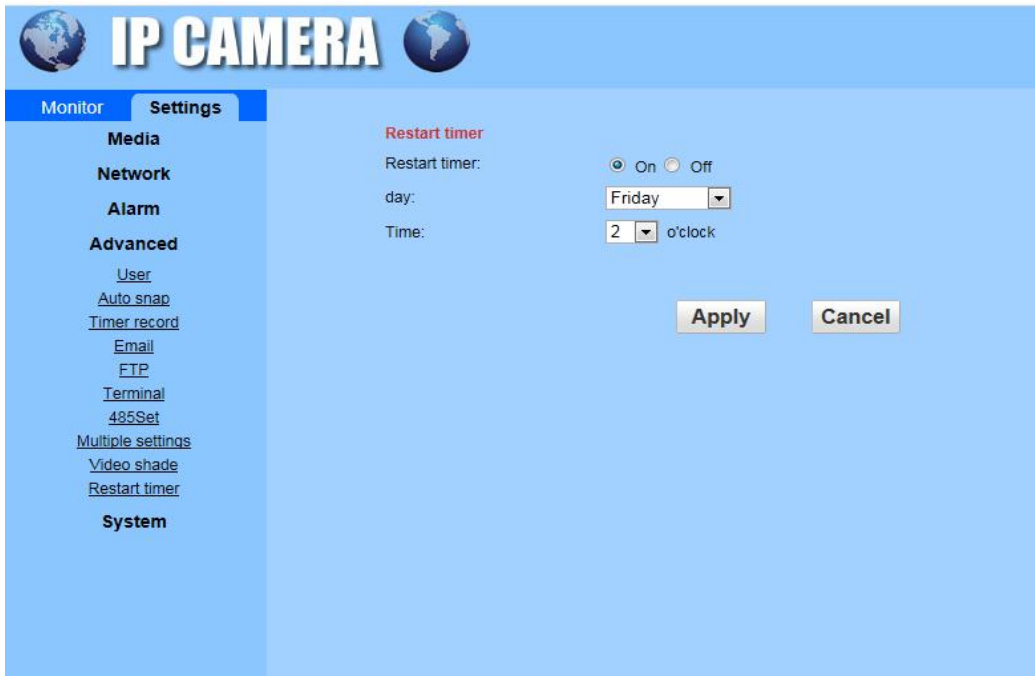 IP CAMERA
Monitor Settings
Media
Network
Alarm
Advanced
User
Auto snap
Timer record
Email
FTP
Terminal
485Set
Multiple settings
Video shade
Restart timer
System
Restart timer
Restart timer: On Off
day: Friday
Time: 2 o'clock
Apply Cancel